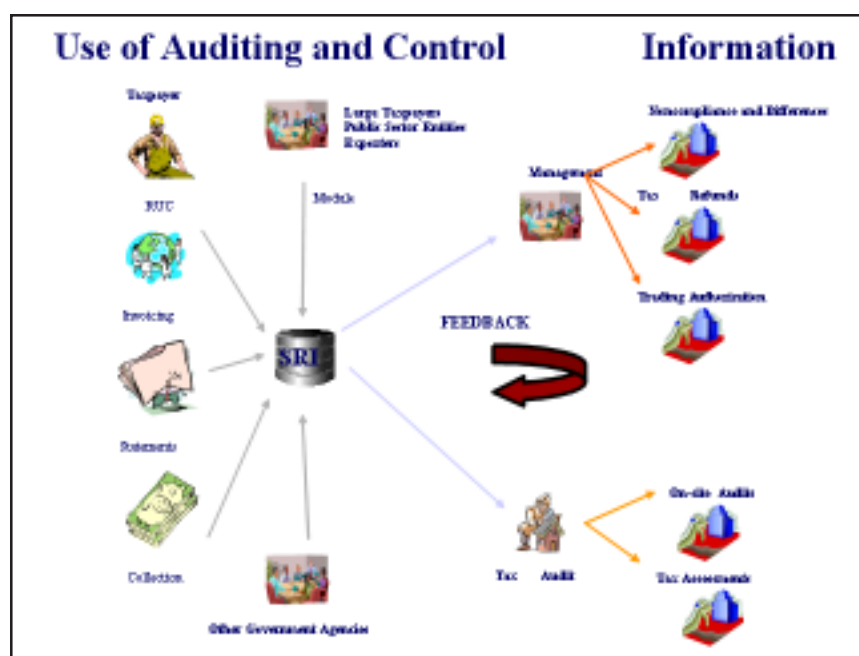 Use of Auditing and Control
Information
Taxpayer
Large Taxpayers
Public Sector Entities
Exporters
Noncompliance and Differences
Management
Module
RUC
Tax Refunds
Trading Authorization
Invoicing
FEEDBACK
SRI
Statements
On-site Audits
Tax Audit
Tax Assessments
Collection
Other Government Agencies